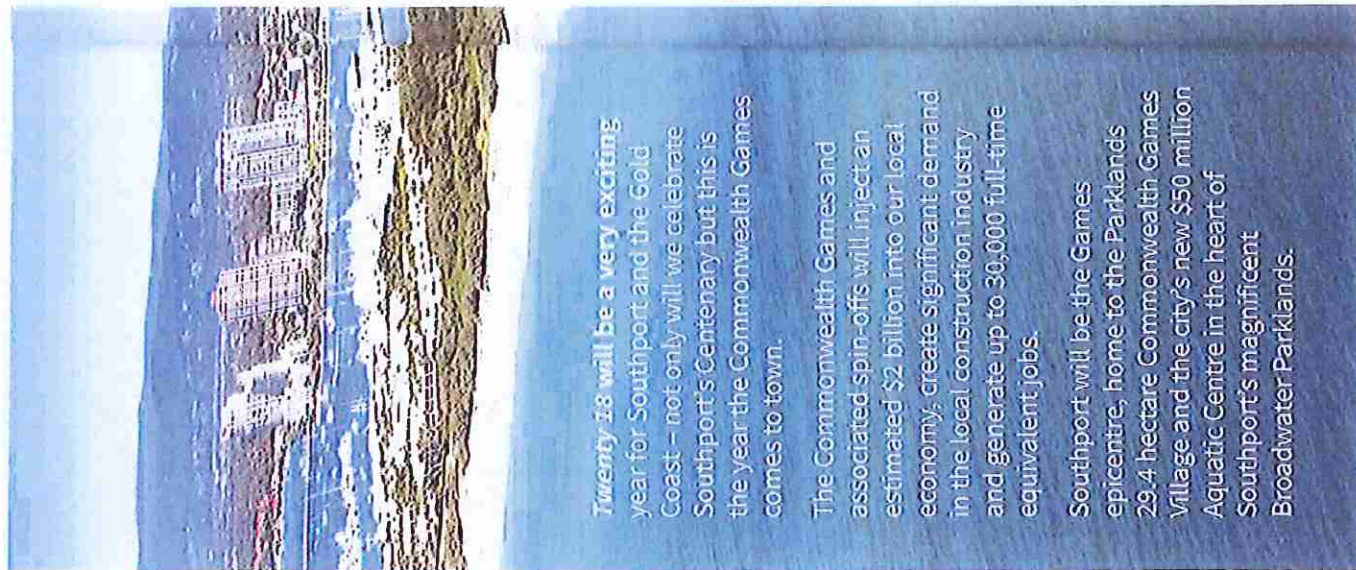 Twenty 18 will be a very exciting
year for Southport and the Gold
Coast – not only will we celebrate
Southport's Centenary but this is
the year the Commonwealth Games
comes to town.
The Commonwealth Games and
associated spin-offs will inject an
estimated $2 billion into our local
economy, create significant demand
in the local construction industry
and generate up to 30,000 full-time
equivalent jobs.
Southport will be the Games
epicentre, home to the Parklands
29.4 hectare Commonwealth Games
Village and the city's new $50 million
Aquatic Centre in the heart of
Southport's magnificent
Broadwater Parklands.